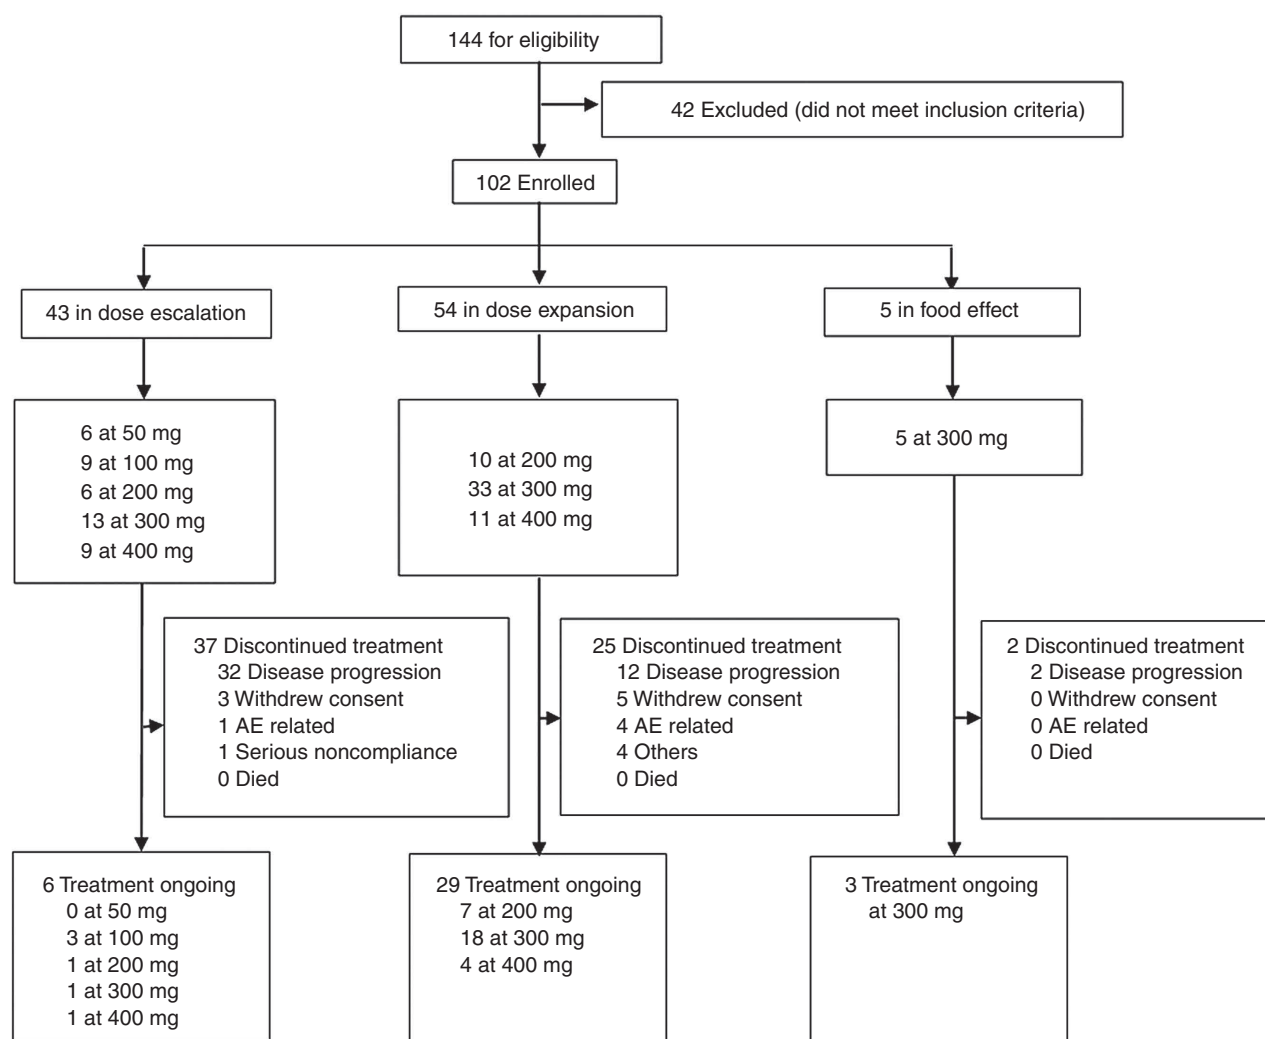 144 for eligibility
42 Excluded (did not meet inclusion criteria)
102 Enrolled
43 in dose escalation
54 in dose expansion
5 in food effect
6 at 50 mg
9 at 100 mg
6 at 200 mg
13 at 300 mg
9 at 400 mg
10 at 200 mg
33 at 300 mg
11 at 400 mg
5 at 300 mg
37 Discontinued treatment
32 Disease progression
3 Withdrew consent
1 AE related
1 Serious noncompliance
0 Died
25 Discontinued treatment
12 Disease progression
5 Withdrew consent
4 AE related
4 Others
0 Died
2 Discontinued treatment
2 Disease progression
0 Withdrew consent
0 AE related
0 Died
6 Treatment ongoing
0 at 50 mg
3 at 100 mg
1 at 200 mg
1 at 300 mg
1 at 400 mg
29 Treatment ongoing
7 at 200 mg
18 at 300 mg
4 at 400 mg
3 Treatment ongoing
at 300 mg